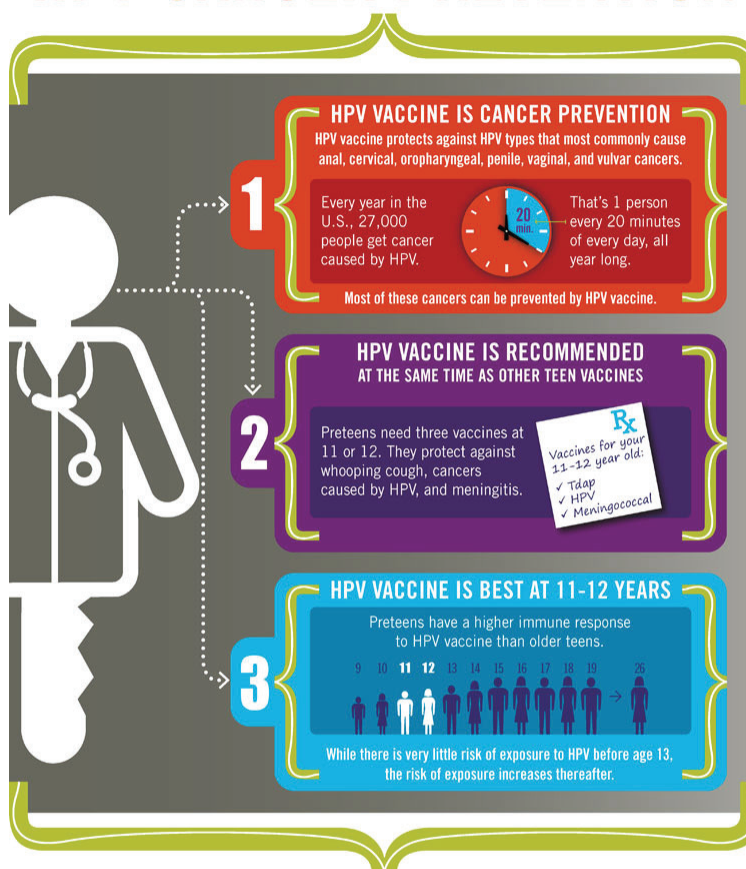 1
HPV VACCINE IS CANCER PREVENTION
HPV vaccine protects against HPV types that most commonly cause
anal, cervical, oropharyngeal, penile, vaginal, and vulvar cancers.
Every year in the
U.S., 27,000
people get cancer
caused by HPV.
20
min.
That's 1 person
every 20 minutes
of every day, all
year long.
Most of these cancers can be prevented by HPV vaccine.
2
HPV VACCINE IS RECOMMENDED
AT THE SAME TIME AS OTHER TEEN VACCINES
Preteens need three vaccines at
11 or 12. They protect against
whooping cough, cancers
caused by HPV, and meningitis.
Rx
Vaccines for your
11-12 year old:
✓ Tdap
✓ HPV
✓ Meningococcal
3
HPV VACCINE IS BEST AT 11-12 YEARS
Preteens have a higher immune response
to HPV vaccine than older teens.
9 10 11 12 13 14 15 16 17 18 19 26
While there is very little risk of exposure to HPV before age 13,
the risk of exposure increases thereafter.